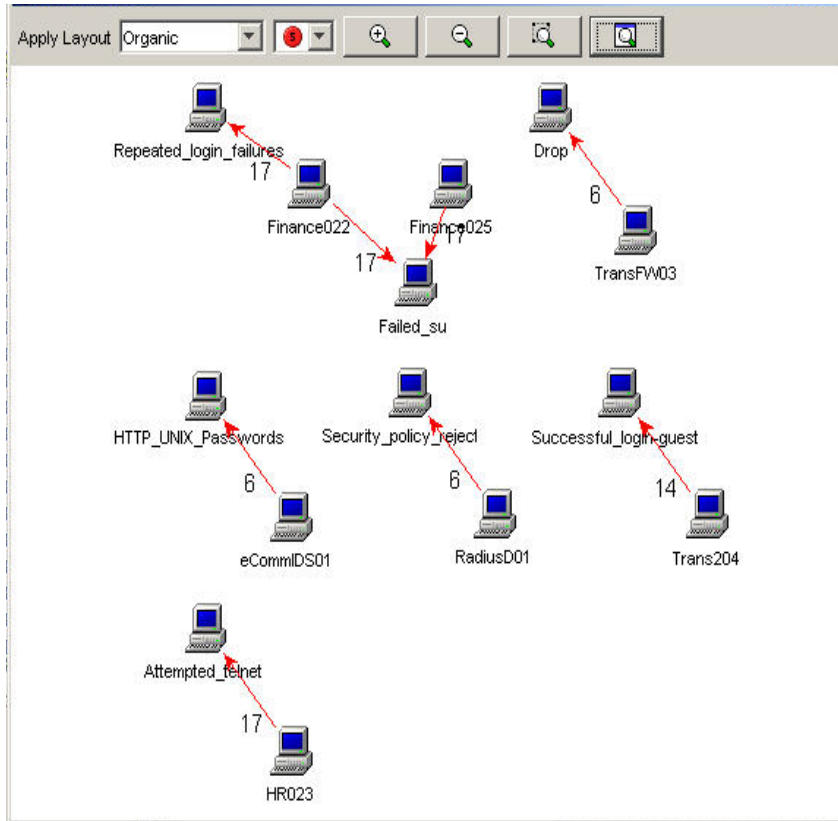 Apply Layout Organic S
Repeated_login_failures
Drop
17
6
Finance022
Finance025
17
17
TransFW03
Failed_su
HTTP_UNIX_Passwords
Security_policy_reject
Successful_login-guest
6
6
14
eCommIDS01
RadiusD01
Trans204
Attempted_telnet
17
HR023